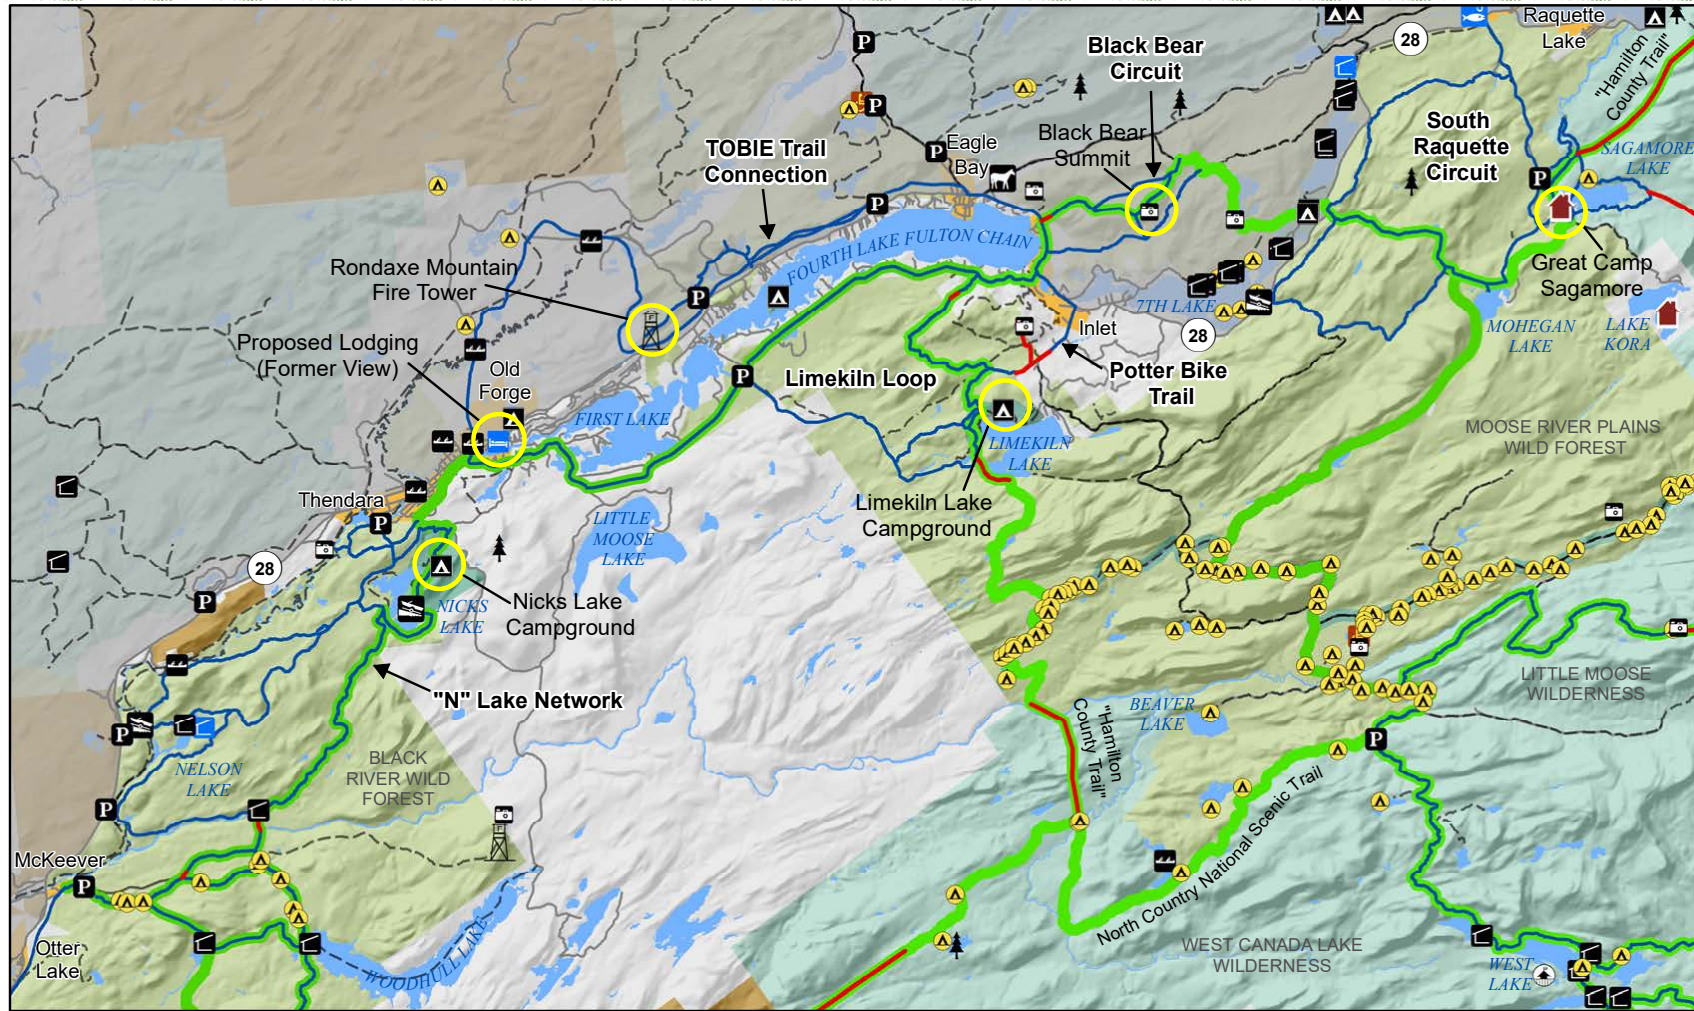 Raquette
Lake
28
"Hamilton
County Trail"
Black Bear
Circuit
Black Bear
Summit
Eagle
Bay
TOBIE Trail
Connection
South
Raquette
Circuit
SAGAMORE
LAKE
P
P
P
P
P
FOURTH LAKE FULTON CHAIN
Rondaxe Mountain
Fire Tower
P
Great Camp
Sagamore
7TH LAKE
28
MOHEGAN
LAKE
LAKE
KORA
Inlet
Proposed Lodging
(Former View)
Old
Forge
P
Limekiln Loop
Potter Bike
Trail
FIRST LAKE
LIMEKILN
LAKE
MOOSE RIVER PLAINS
WILD FOREST
Thendara
P
LITTLE
MOOSE
LAKE
Limekiln Lake
Campground
28
P
NICKS
LAKE
Nicks Lake
Campground
"N" Lake Network
LITTLE MOOSE
WILDERNESS
BEAVER
LAKE
"Hamilton
County Trail"
P
P
NELSON
LAKE
BLACK
RIVER WILD
FOREST
P
North Country National Scenic Trail
McKeever
P
Otter
Lake
WOODHULL LAKE
WEST CANADA LAKE
WILDERNESS
WEST
LAKE